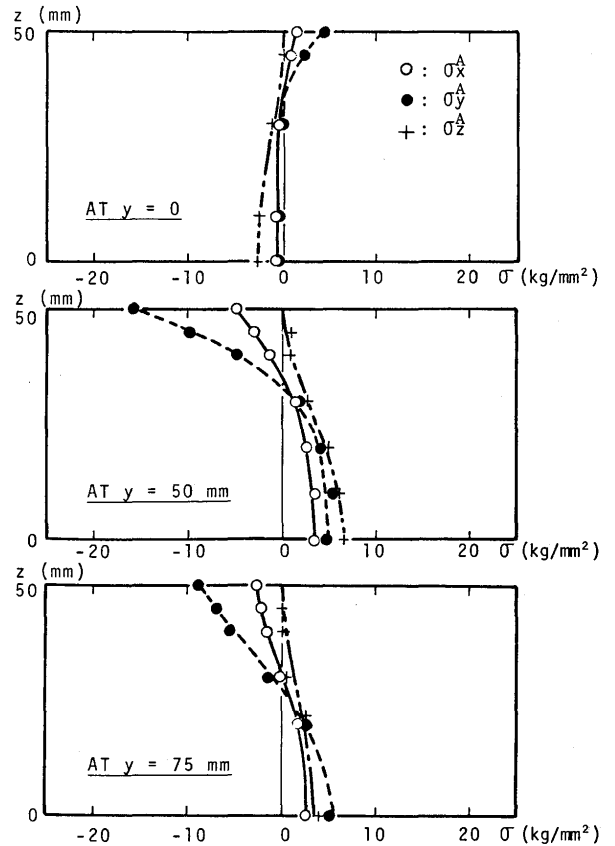 z (mm)
50
○ : σxᴬ
● : σyᴬ
+ : σzᴬ
AT y = 0
0
-20 -10 0 10 20 σ (kg/mm²)
z (mm)
50
AT y = 50 mm
0
-20 -10 0 10 20 σ (kg/mm²)
z (mm)
50
AT y = 75 mm
0
-20 -10 0 10 20 σ (kg/mm²)